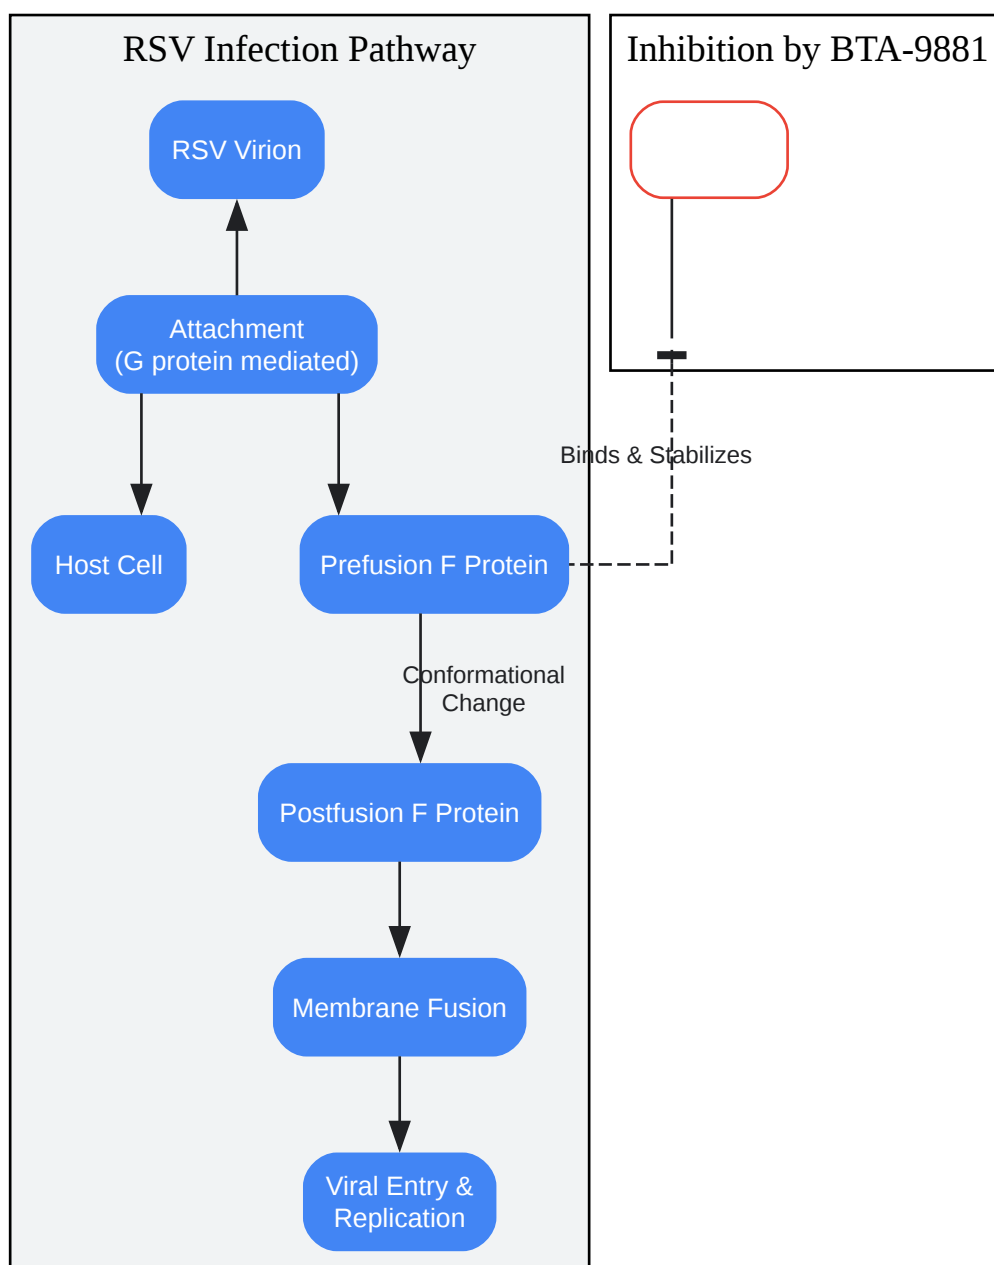 RSV Infection Pathway
Inhibition by BTA-9881
RSV Virion
Attachment
(G protein mediated)
Binds & Stabilizes
Host Cell
Prefusion F Protein
Conformational
Change
Postfusion F Protein
Membrane Fusion
Viral Entry &
Replication